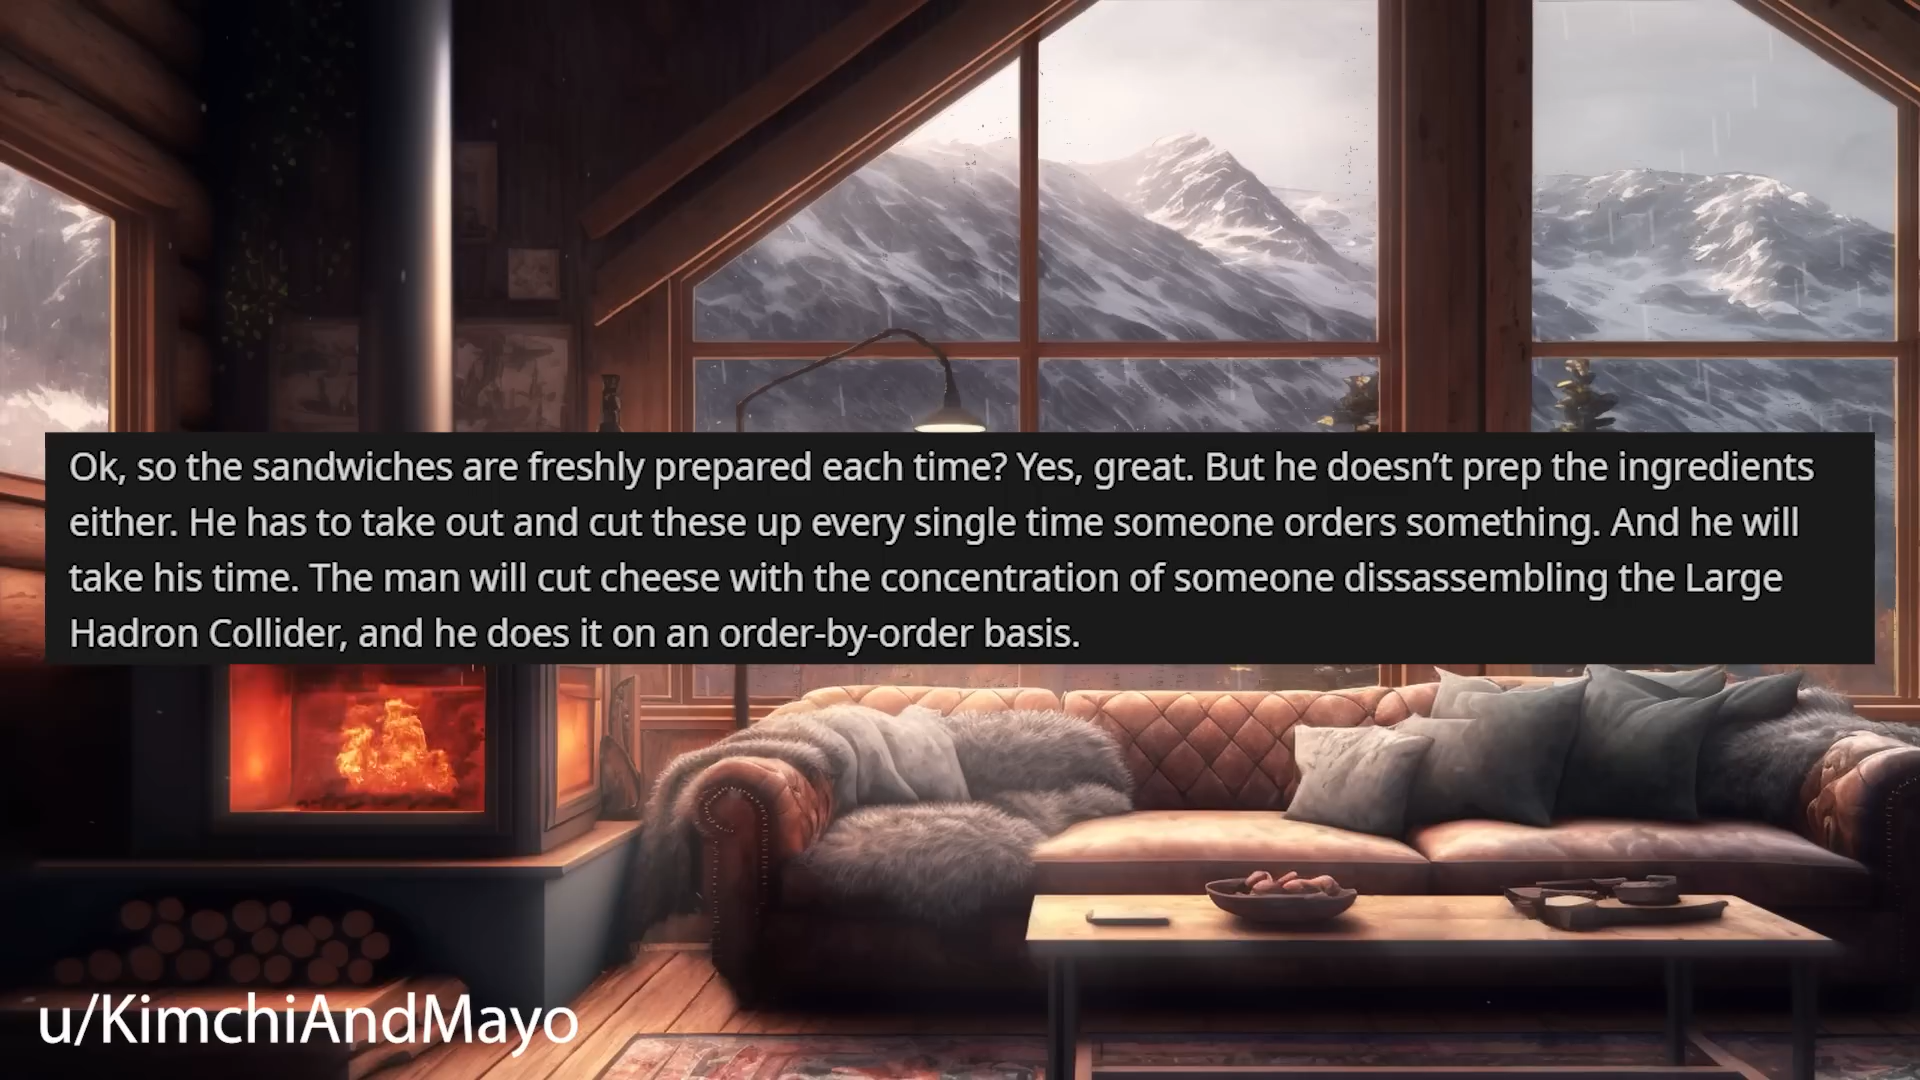 Ok, so the sandwiches are freshly prepared each time? Yes, great. But he doesn’t prep the ingredients
either. He has to take out and cut these up every single time someone orders something. And he will
take his time. The man will cut cheese with the concentration of someone dissassembling the Large
Hadron Collider, and he does it on an order-by-order basis.
u/KimchiAndMayo